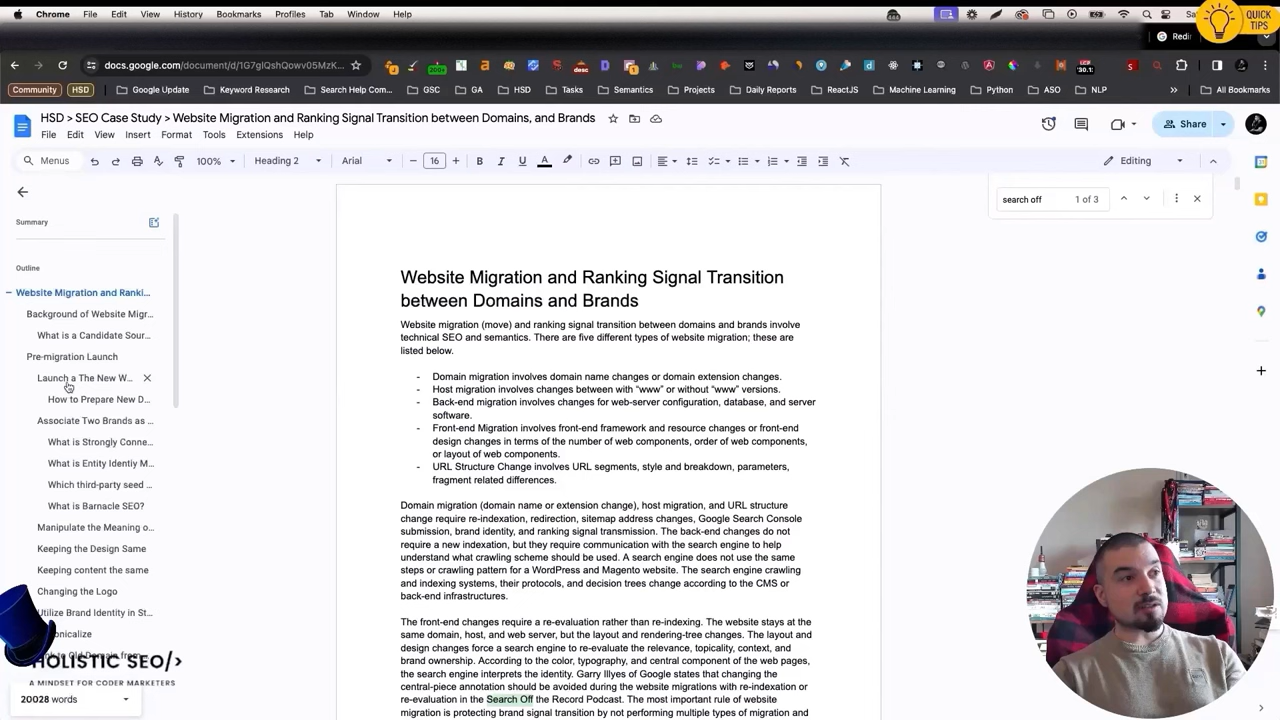 Chrome File Edit View History Bookmarks Profiles Tab Window Help
QUICK
TIPS
Redi
docs.google.com/document/d/1G7glQshQowv05MzK...
200+
desc
Community HSD Google Update Keyword Research Search Help Com... GSC GA HSD Tasks Semantics Projects Daily Reports ReactJS Machine Learning Python ASO NLP » All Bookmarks
HSD > SEO Case Study > Website Migration and Ranking Signal Transition between Domains, and Brands
File Edit View Insert Format Tools Extensions Help
Share
Menus 100% Heading 2 Arial 16 B I U A Editing
search off 1 of 3
Summary
Outline
Website Migration and Ranki...
Background of Website Migr...
What is a Candidate Sour...
Pre-migration Launch
Launch a The New W...
How to Prepare New D...
Associate Two Brands as ...
What is Strongly Conne...
What is Entity Identiy M...
Which third-party seed ...
What is Barnacle SEO?
Manipulate the Meaning o...
Keeping the Design Same
Keeping content the same
Changing the Logo
Utilize Brand Identity in St...
HOLISTIC SEO/>
A MINDSET FOR CODER MARKETERS
20028 words
Website Migration and Ranking Signal Transition
between Domains and Brands
Website migration (move) and ranking signal transition between domains and brands involve
technical SEO and semantics. There are five different types of website migration; these are
listed below.
- Domain migration involves domain name changes or domain extension changes.
- Host migration involves changes between with “www” or without “www” versions.
- Back-end migration involves changes for web-server configuration, database, and server
software.
- Front-end Migration involves front-end framework and resource changes or front-end
design changes in terms of the number of web components, order of web components,
or layout of web components.
- URL Structure Change involves URL segments, style and breakdown, parameters,
fragment related differences.
Domain migration (domain name or extension change), host migration, and URL structure
change require re-indexation, redirection, sitemap address changes, Google Search Console
submission, brand identity, and ranking signal transmission. The back-end changes do not
require a new indexation, but they require communication with the search engine to help
understand what crawling scheme should be used. A search engine does not use the same
steps or crawling pattern for a WordPress and Magento website. The search engine crawling
and indexing systems, their protocols, and decision trees change according to the CMS or
back-end infrastructures.
The front-end changes require a re-evaluation rather than re-indexing. The website stays at the
same domain, host, and web server, but the layout and rendering-tree changes. The layout and
design changes force a search engine to re-evaluate the relevance, topicality, context, and
brand ownership. According to the color, typography, and central component of the web pages,
the search engine interprets the identity. Garry Illyes of Google states that changing the
central-piece annotation should be avoided during the website migrations with re-indexation or
re-evaluation in the Search Off the Record Podcast. The most important rule of website
migration is protecting brand signal transition by not performing multiple types of migration and